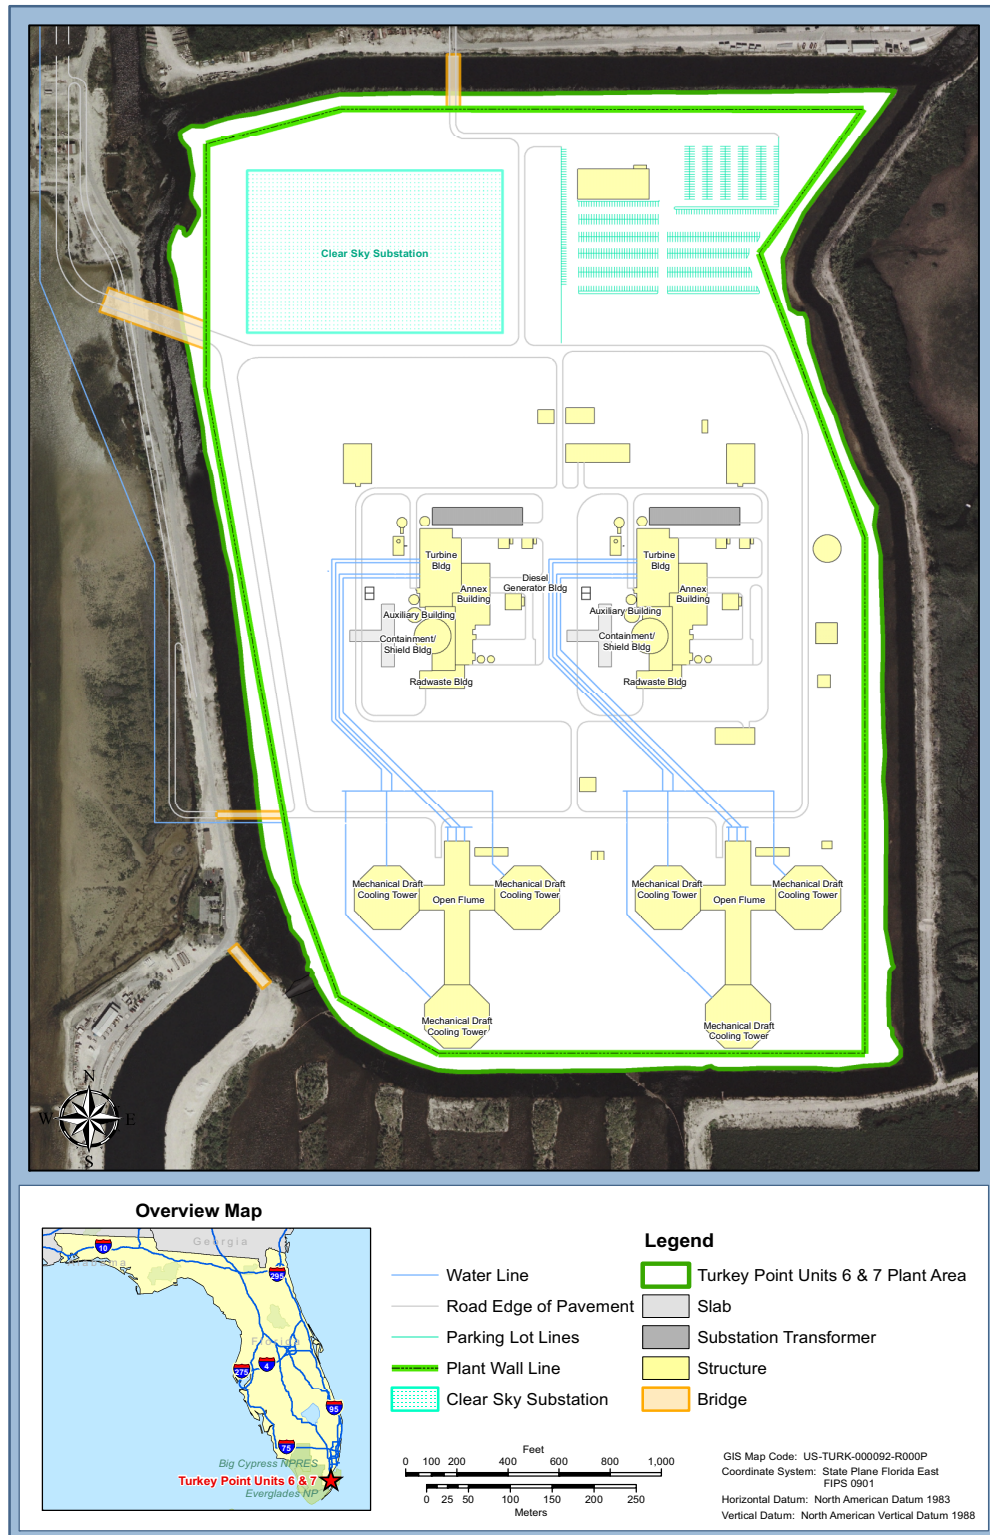 Clear Sky Substation
Turbine
Bldg
Annex
Building
Diesel
Generator Bldg
Auxiliary Building
Containment/
Shield Bldg
Radwaste Bldg
Turbine
Bldg
Annex
Building
Auxiliary Building
Containment/
Shield Bldg
Radwaste Bldg
Mechanical Draft
Cooling Tower
Open Flume
Mechanical Draft
Cooling Tower
Mechanical Draft
Cooling Tower
Open Flume
Mechanical Draft
Cooling Tower
Mechanical Draft
Cooling Tower
Mechanical Draft
Cooling Tower
N
W E
S
Overview Map
Georgia
Alabama
Florida
10
295
275
4
95
75
Big Cypress NPRES
Turkey Point Units 6 & 7
Everglades NP
Legend
Water Line
Road Edge of Pavement
Parking Lot Lines
Plant Wall Line
Clear Sky Substation
Turkey Point Units 6 & 7 Plant Area
Slab
Substation Transformer
Structure
Bridge
Feet
0 100 200 400 600 800 1,000
0 25 50 100 150 200 250
Meters
GIS Map Code: US-TURK-000092-R000P
Coordinate System: State Plane Florida East
FIPS 0901
Horizontal Datum: North American Datum 1983
Vertical Datum: North American Vertical Datum 1988